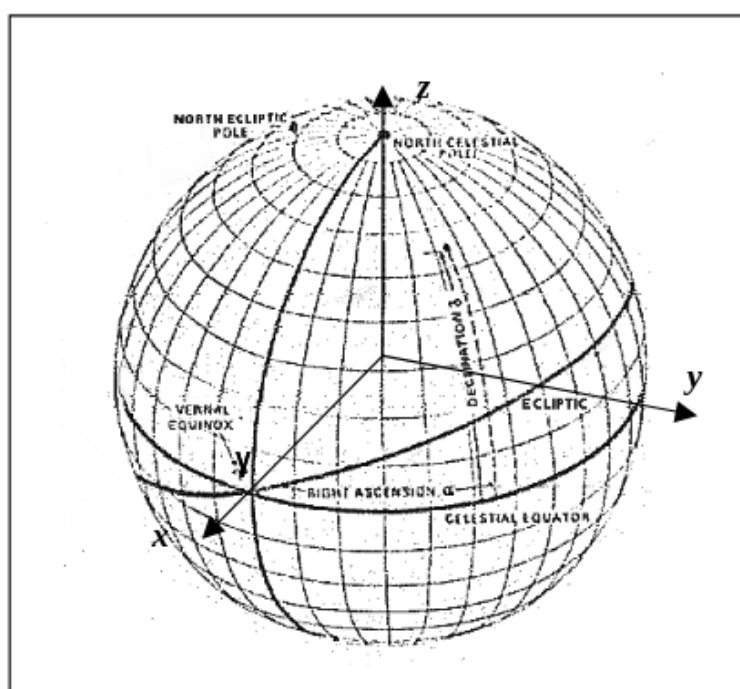 z
NORTH ECLIPTIC
POLE
NORTH CELESTIAL
POLE
DECLINATION δ
y
ECLIPTIC
VERNAL
EQUINOX
γ
RIGHT ASCENSION, α
CELESTIAL EQUATOR
x